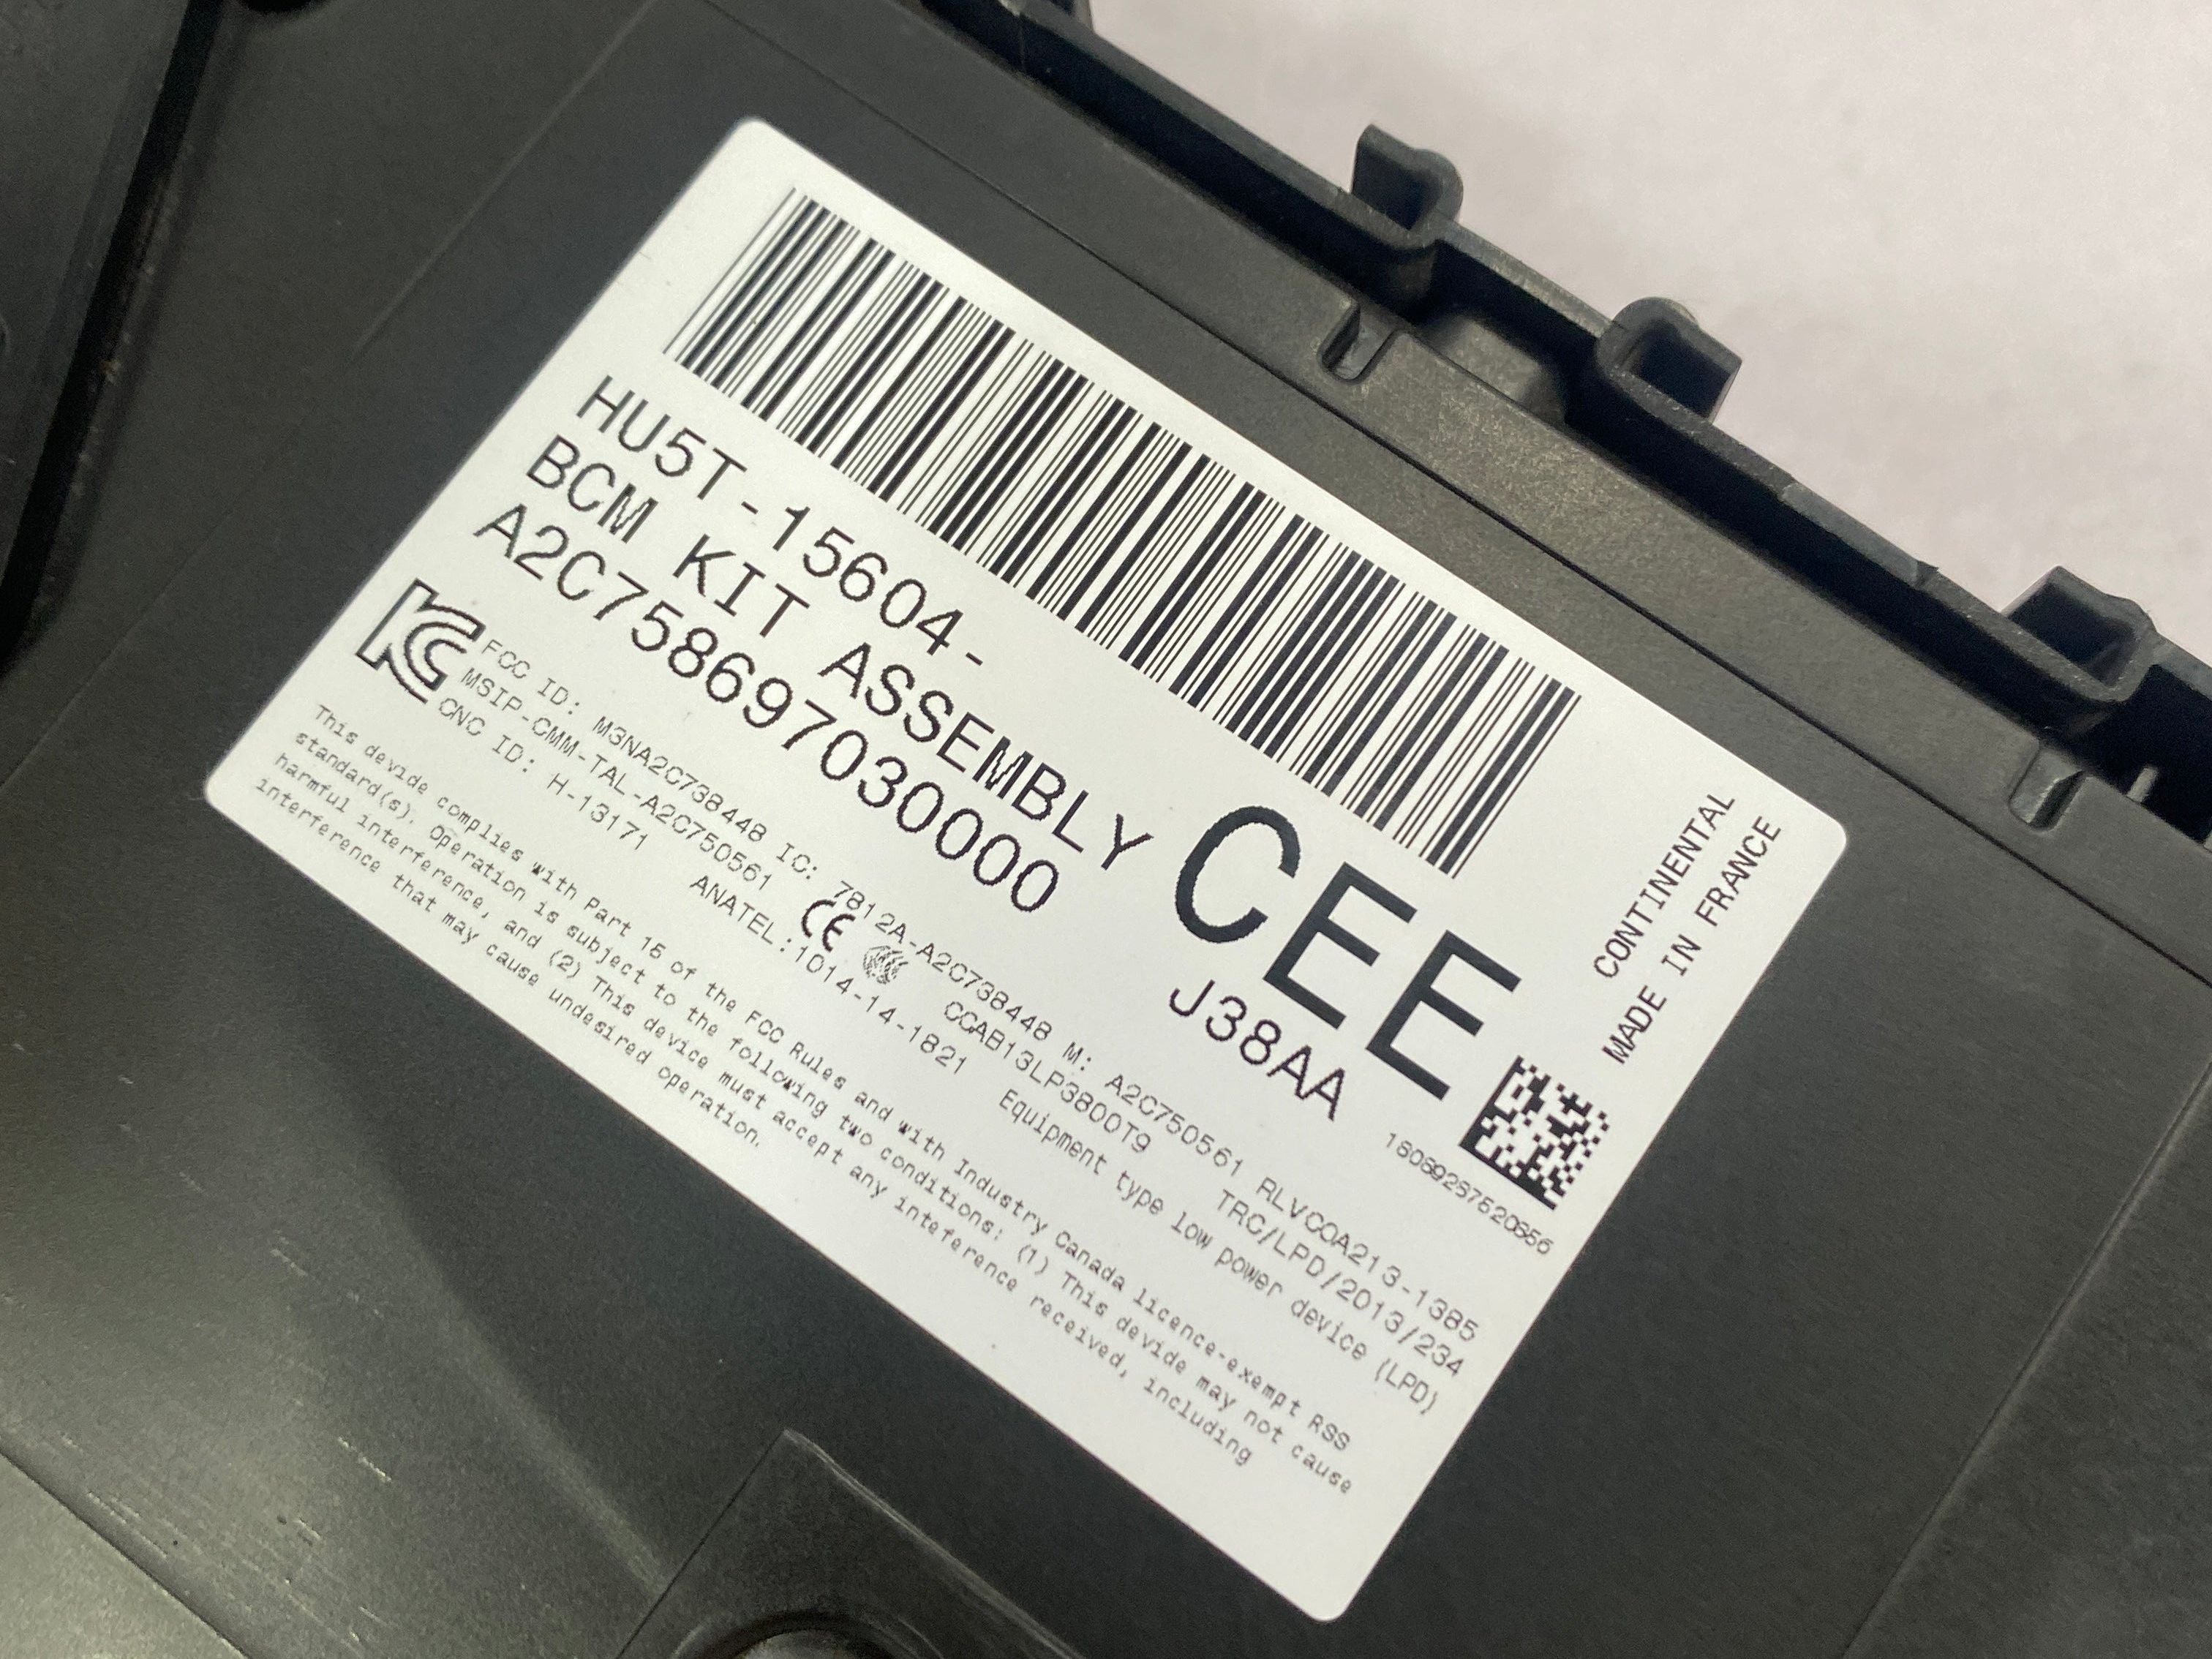 HU5T-15604-
CEE
BCM KIT ASSEMBLY
A2C75869703000​0
J38AA
CONTINENTAL
MADE IN FRANCE
FCC ID: M3NA2C738448 IC: 7812A-A2C738448 M: A2C750561 RLVCOA213-1385
MSIP-CMM-TAL-A2C750561 CE CCAB13LP3800T9 TRC/LPD/2013/234
CNC ID: H-13171 ANATEL:1014-14-1821 Equipment type low power device (LPD)
This devide complies with Part 15 of the FCC Rules and with Industry Canada licence-exempt RSS
standard(s). Operation is subject to the following two conditions: (1) This devide may not cause
harmful interference, and (2) This device must accept any inteference received, including
interference that may cause undesired operation.